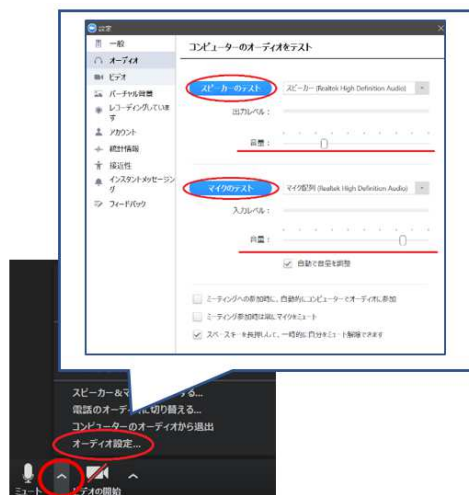 設定
一般
オーディオ
ビデオ
バーチャル背景
レコーディングしていま
す
アカウント
統計情報
接近性
インスタントメッセージン
グ
フィードバック
コンピューターのオーディオをテスト
スピーカーのテスト
スピーカー (Realtek High Definition Audio)
出力レベル：
音量：
マイクのテスト
マイク配列 (Realtek High Definition Audio)
入力レベル：
音量：
自動で音量を調整
ミーティングへの参加時に、自動的にコンピューターでオーディオに参加
ミーティング参加時は常にマイクをミュート
スペースキーを長押しして、一時的に自分をミュート解除できます
スピーカー&マ する...
電話のオーデ に切り替える...
コンピューターのオーディオから退出
オーディオ設定...
ミュート
ビデオの開始